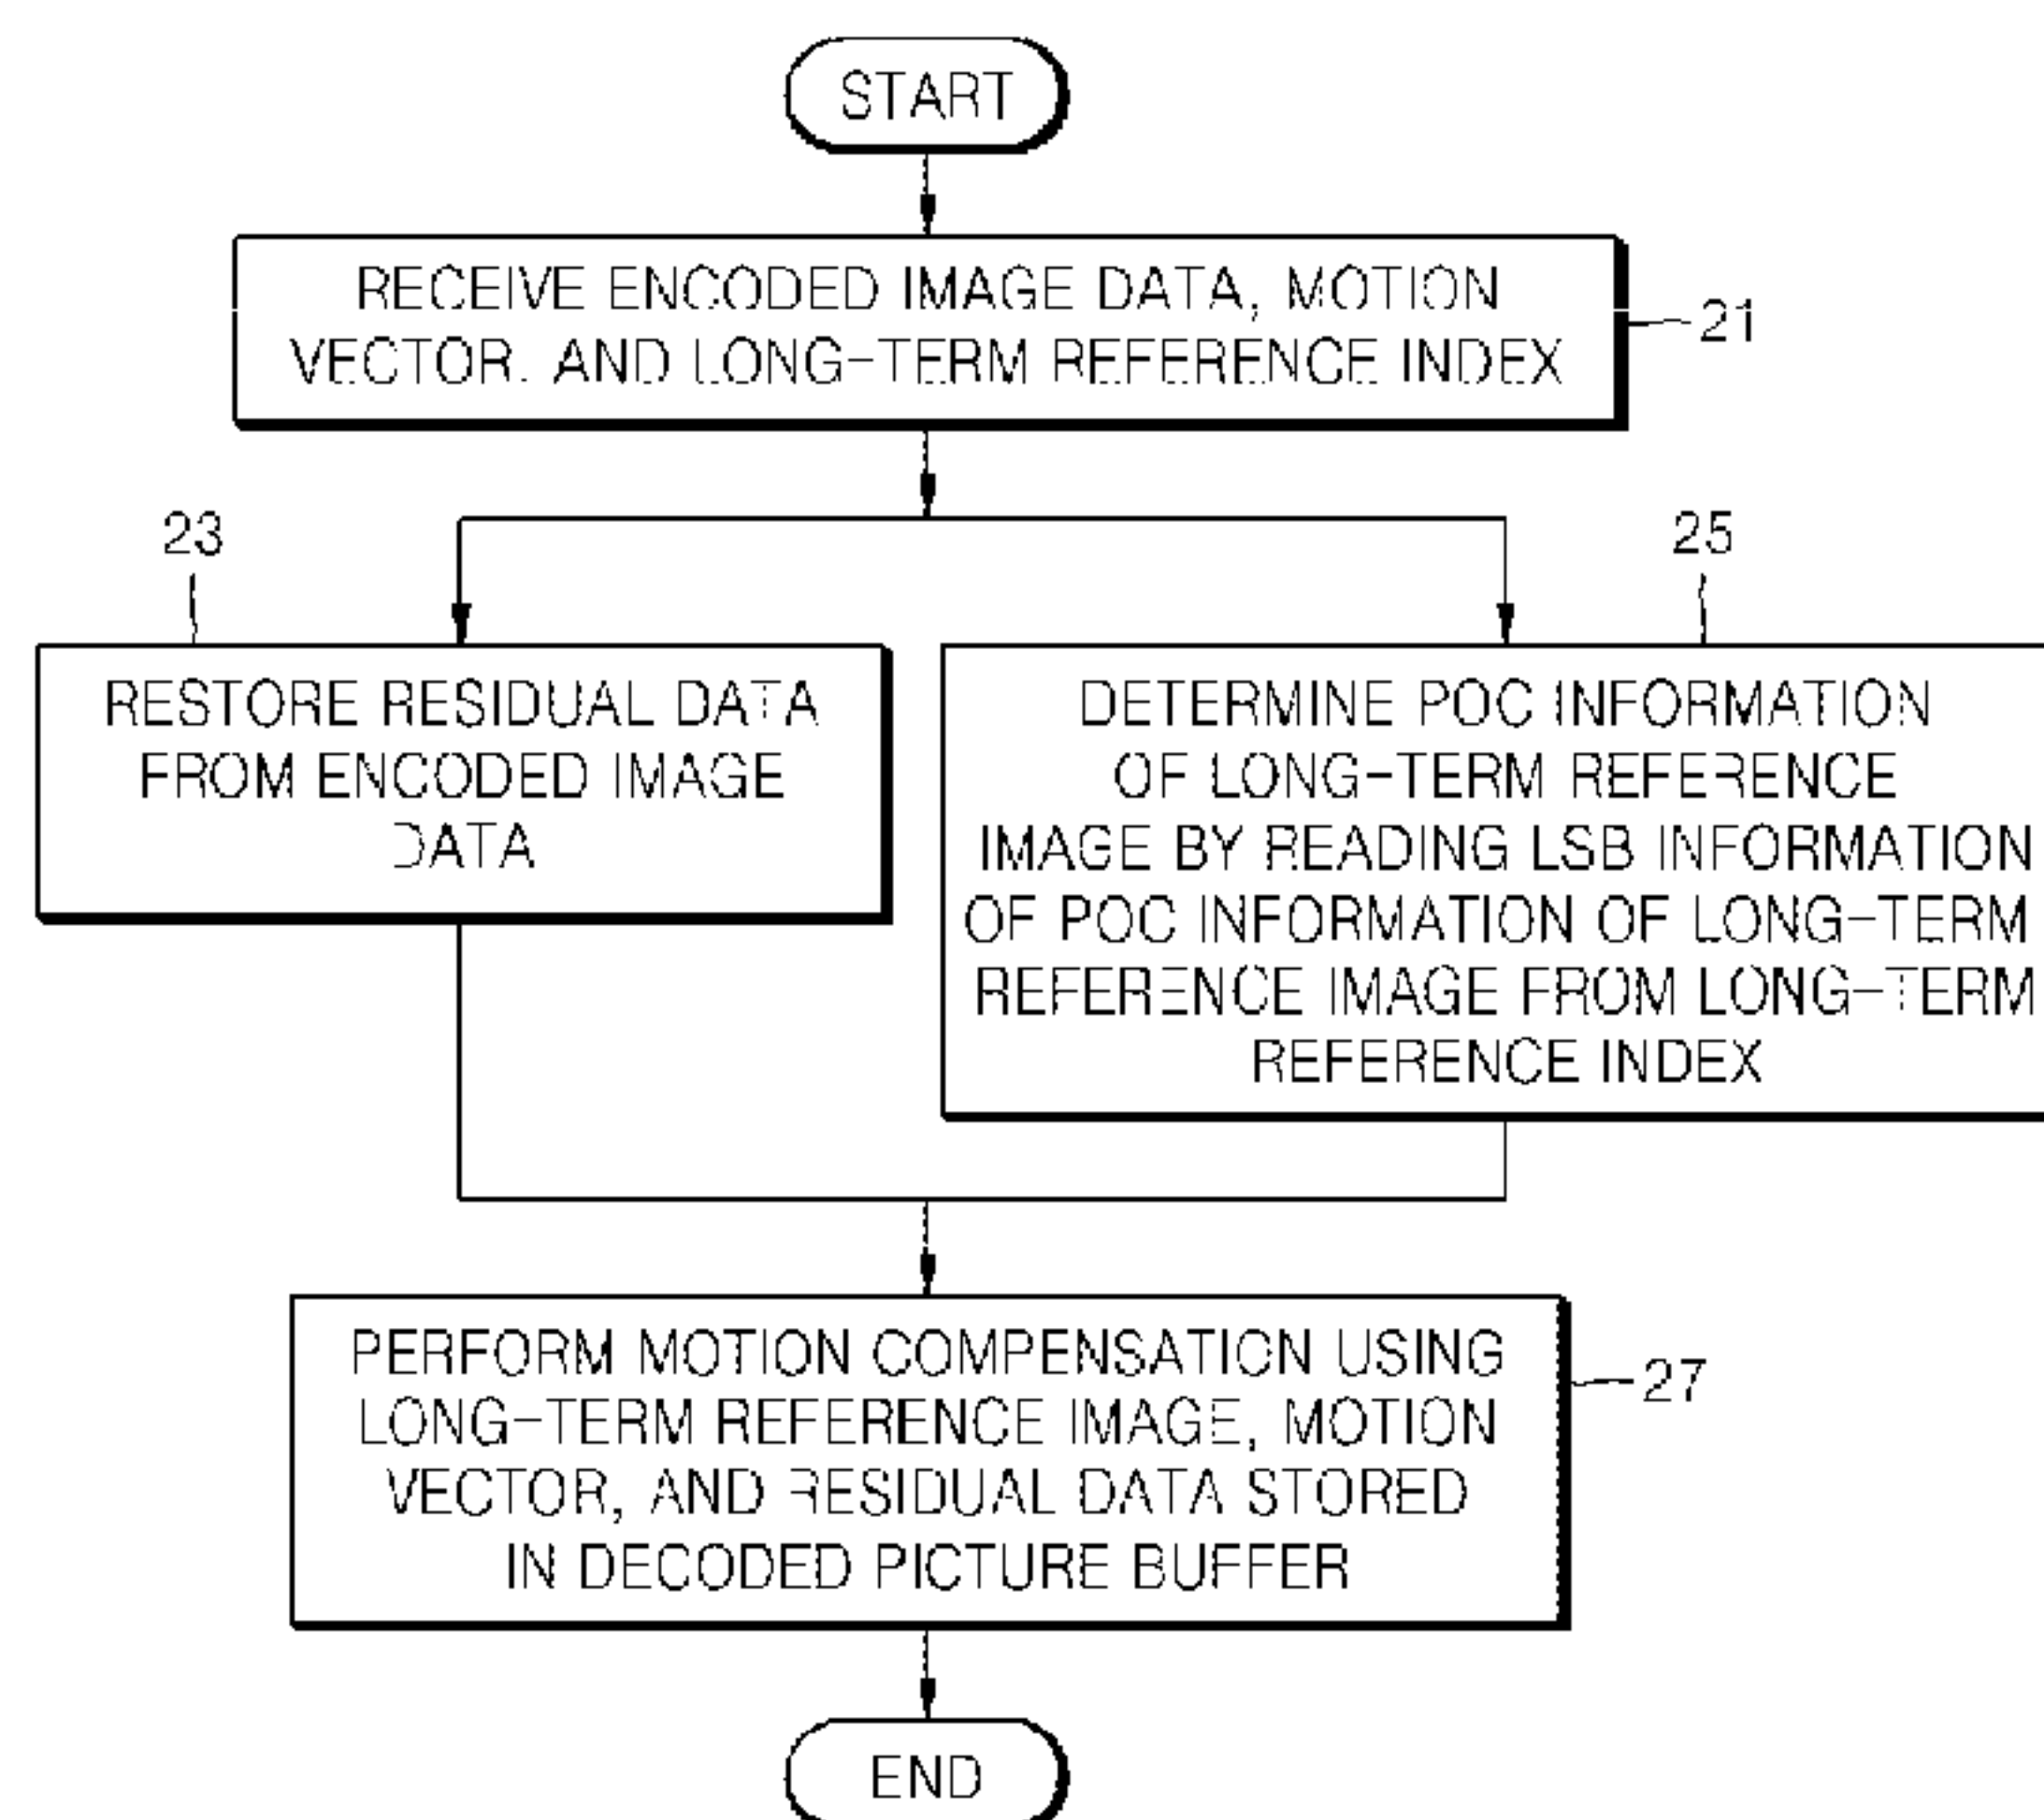 START
RECEIVE ENCODED IMAGE DATA, MOTION
VECTOR, AND LONG-TERM REFERENCE INDEX
21
23
25
RESTORE RESIDUAL DATA
FROM ENCODED IMAGE
DATA
DETERMINE POC INFORMATION
OF LONG-TERM REFERENCE
IMAGE BY READING LSB INFORMATION
OF POC INFORMATION OF LONG-TERM
REFERENCE IMAGE FROM LONG-TERM
REFERENCE INDEX
PERFORM MOTION COMPENSATION USING
LONG-TERM REFERENCE IMAGE, MOTION
VECTOR, AND RESIDUAL DATA STORED
IN DECODED PICTURE BUFFER
27
END